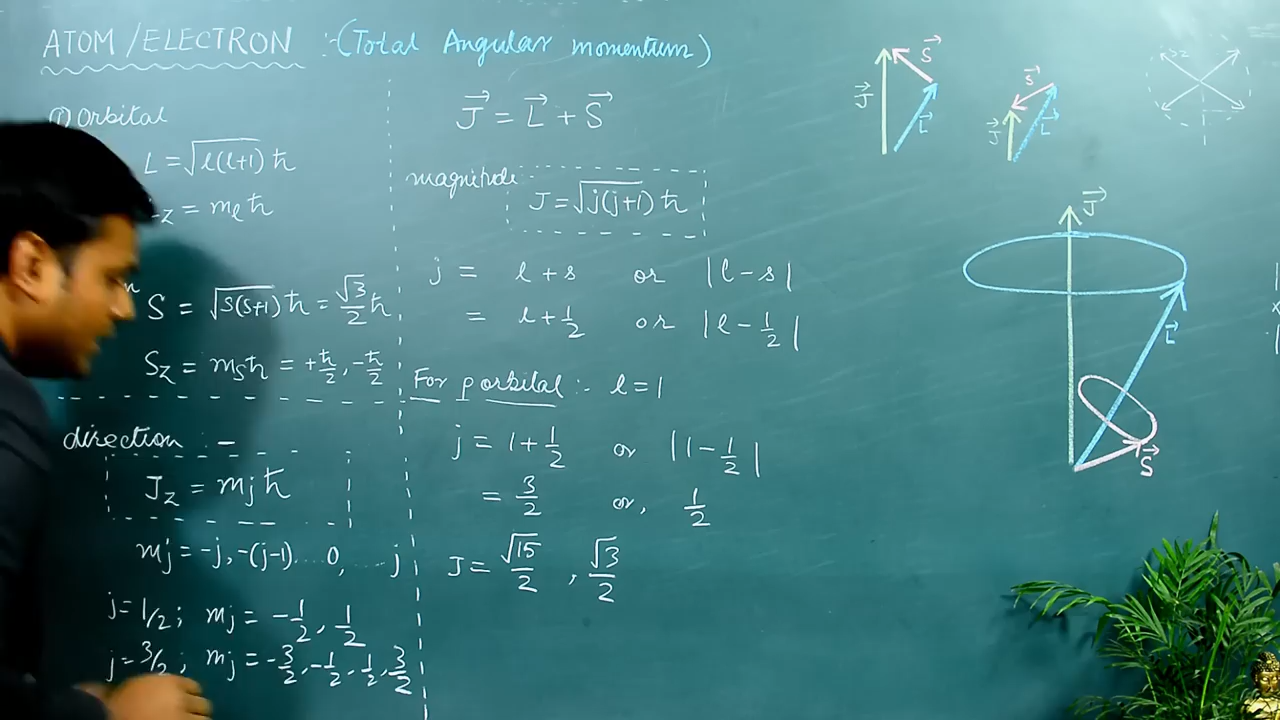 ATOM/ELECTRON :-(Total Angular momentum)
① Orbital
L = √l(l+1) ħ
z = mₗ ħ
n S = √s(s+1) ħ = √3/2 ħ
S_z = m_s ħ = +ħ/2, -ħ/2
direction :-
J_z = m_j ħ
m_j = -j, -(j-1) ... 0, ... j
j = 1/2 ; m_j = -1/2, 1/2
j = 3/2 ; m_j = -3/2, -1/2, 1/2, 3/2
J⃗ = L⃗ + S⃗
magnitude
J = √j(j+1) ħ
j = l + s or |l - s|
= l + 1/2 or |l - 1/2|
For p orbital :- l = 1
j = 1 + 1/2 or |1 - 1/2|
= 3/2 or, 1/2
J = √15/2 , √3/2
J⃗ S⃗ L⃗
J⃗ S⃗ L⃗
J⃗
L⃗
S⃗